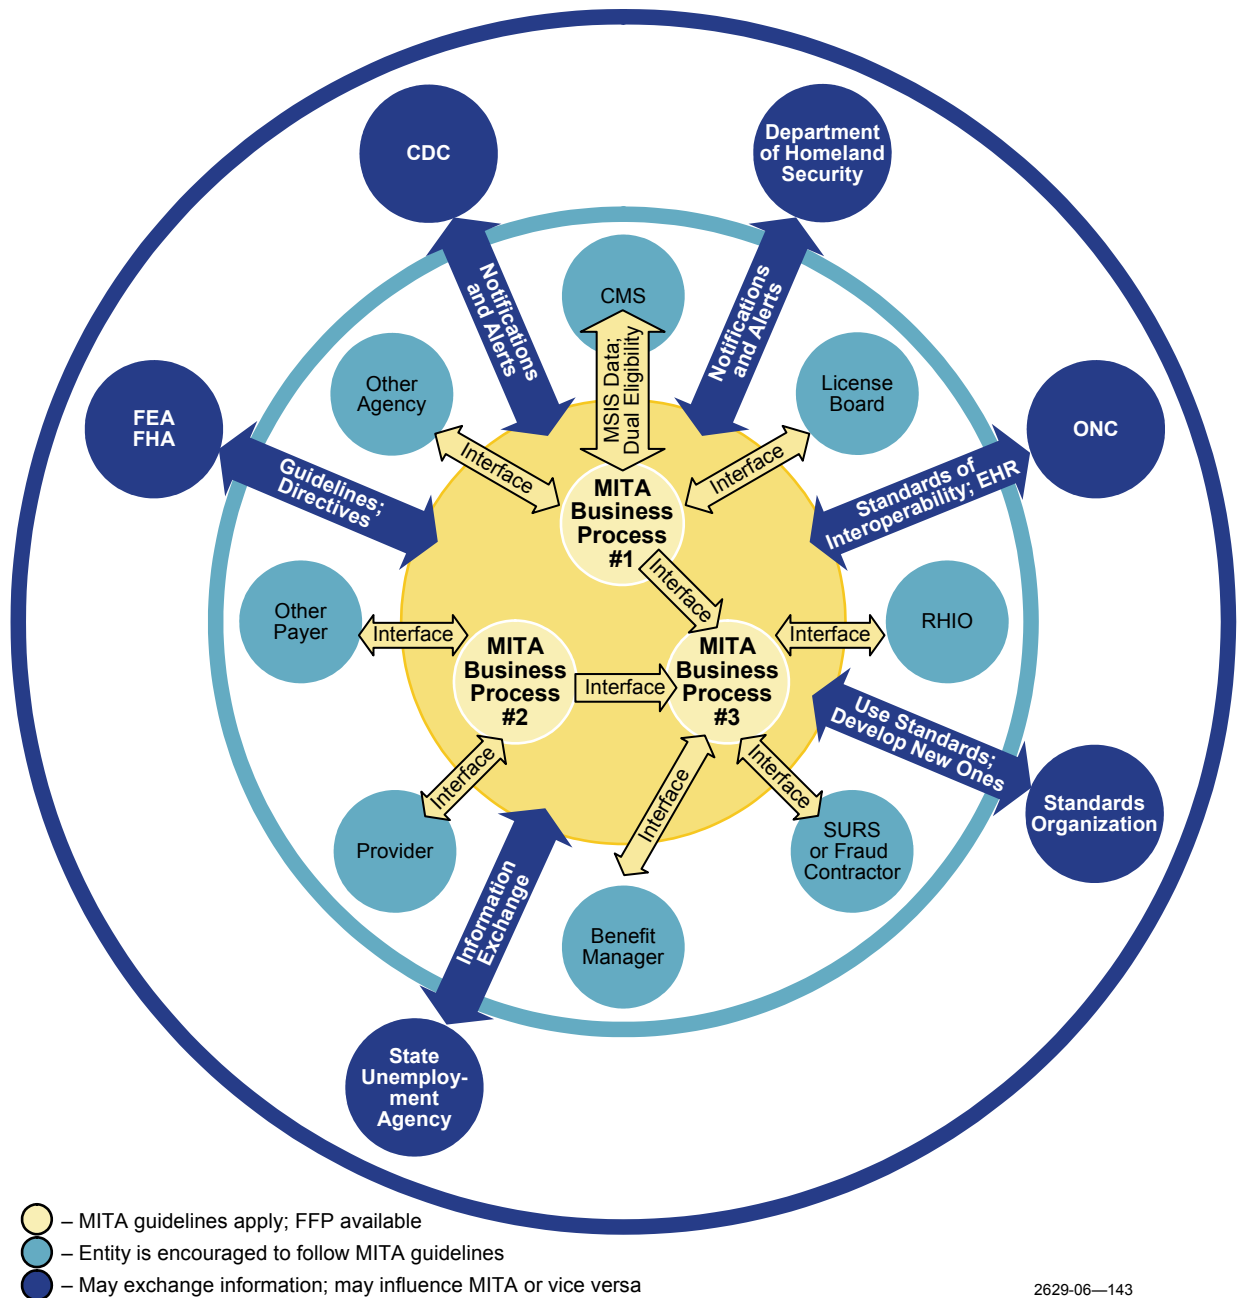 CDC
Department
of Homeland
Security
Notifications
and Alerts
CMS
Notifications
and Alerts
MSIS Data;
Dual Eligibility
Other
Agency
License
Board
FEA
FHA
ONC
Guidelines;
Directives
Interface
Interface
Standards of
Interoperability; EHR
MITA
Business
Process
#1
Interface
Other
Payer
Interface
MITA
Business
Process
#2
Interface
MITA
Business
Process
#3
Interface
RHIO
Use Standards;
Develop New Ones
Standards
Organization
Interface
Provider
Interface
Interface
SURS
or Fraud
Contractor
Information
Exchange
Benefit
Manager
State
Unemploy-
ment
Agency
– MITA guidelines apply; FFP available
– Entity is encouraged to follow MITA guidelines
– May exchange information; may influence MITA or vice versa
2629-06—143